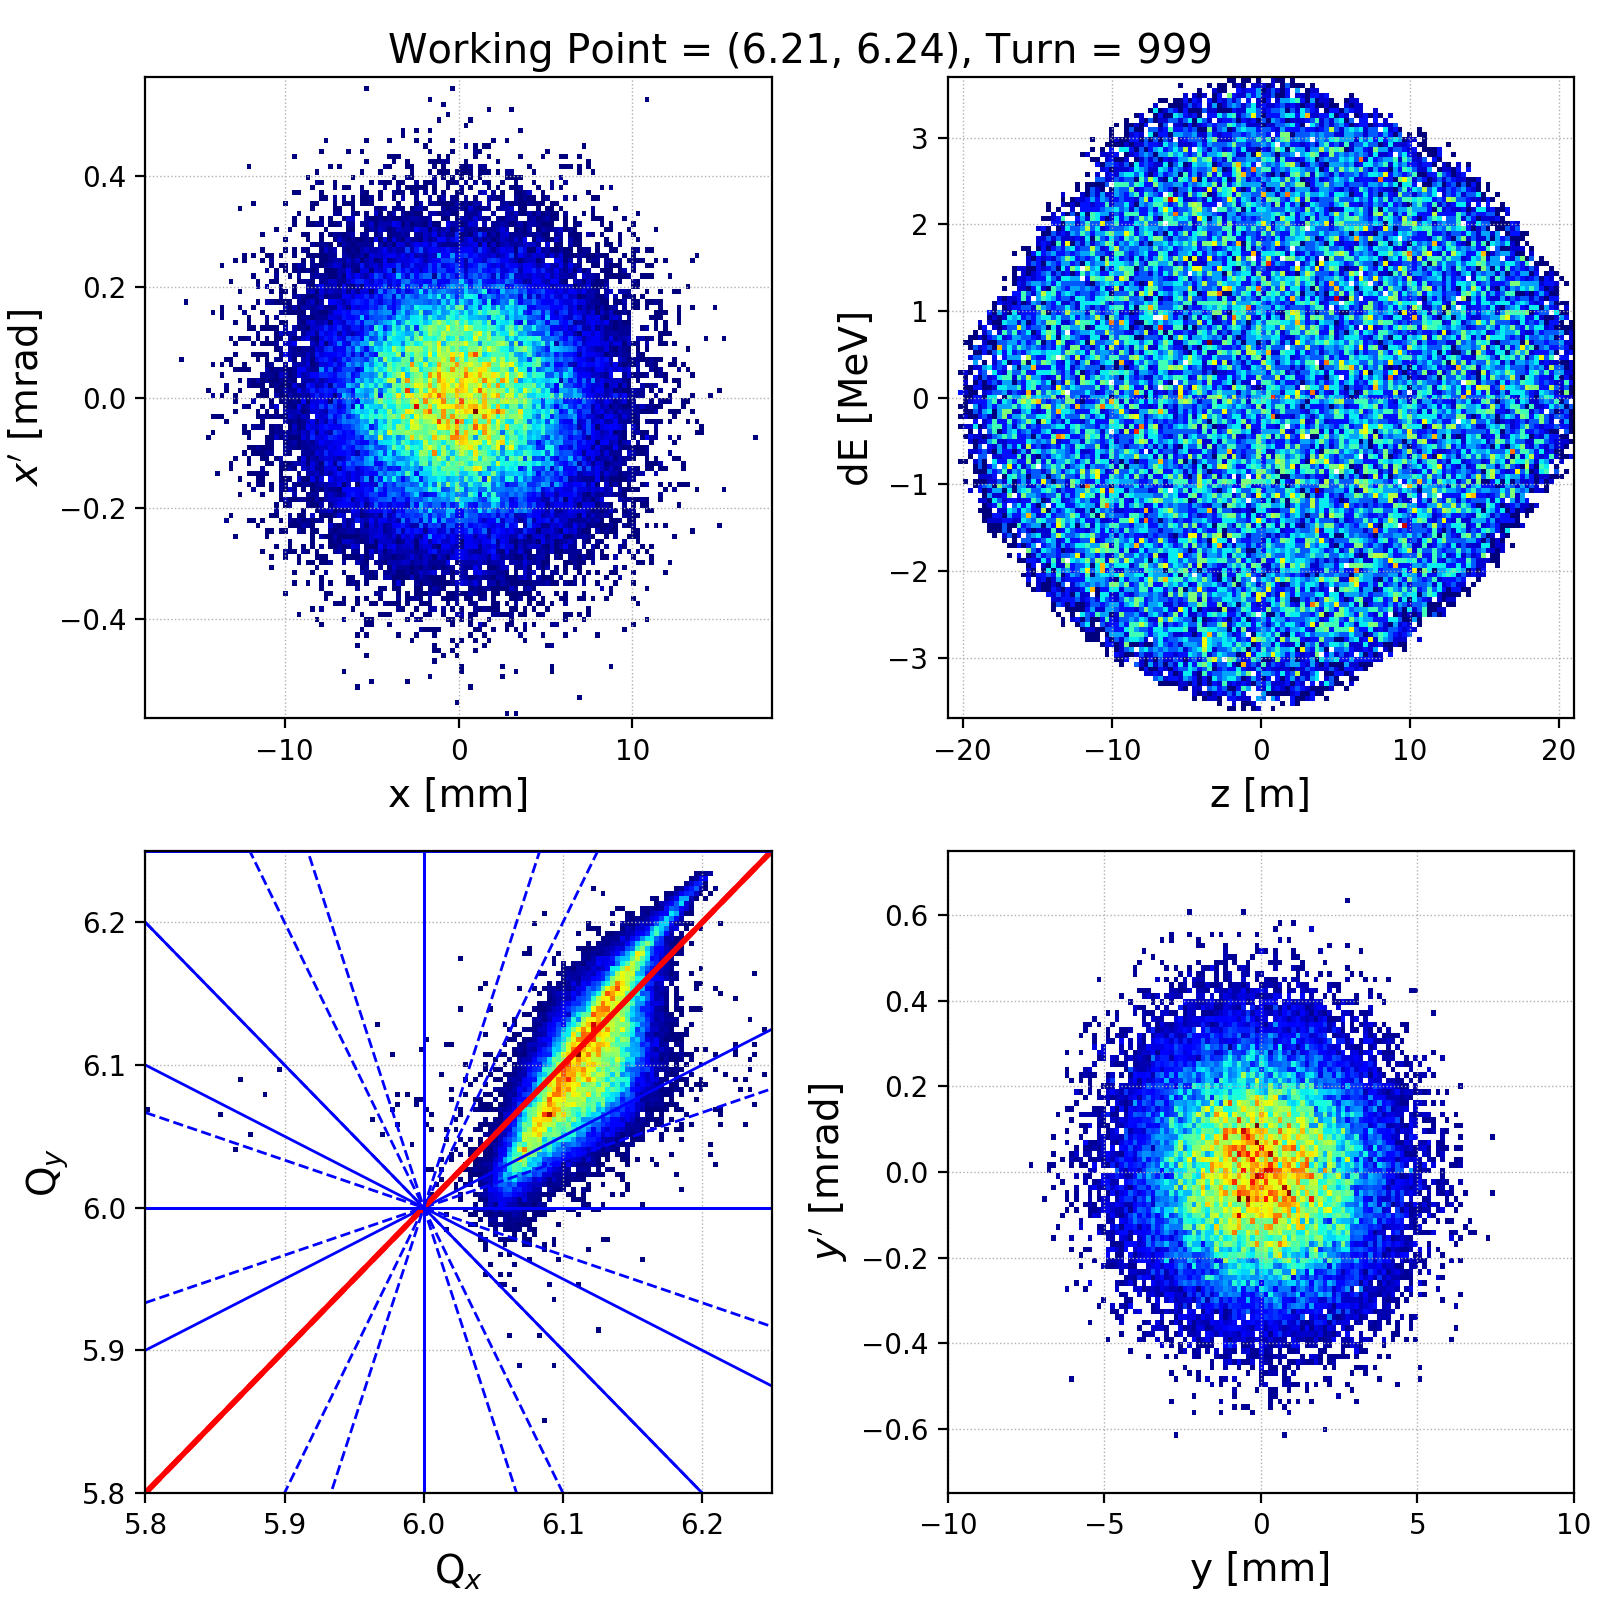 Working Point = (6.21, 6.24), Turn = 999
0.4
0.2
0.0
−0.2
−0.4
x′ [mrad]
−10 0 10
x [mm]
3
2
1
0
−1
−2
−3
dE [MeV]
−20 −10 0 10 20
z [m]
6.2
6.1
6.0
5.9
5.8
Qy
5.8 5.9 6.0 6.1 6.2
Qx
0.6
0.4
0.2
0.0
−0.2
−0.4
−0.6
y′ [mrad]
−10 −5 0 5 10
y [mm]